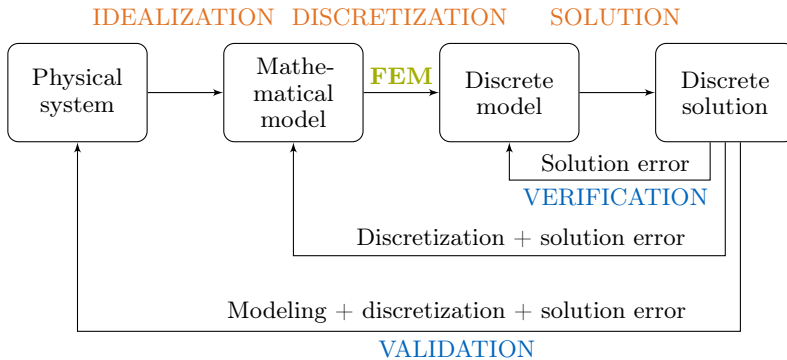 IDEALIZATION DISCRETIZATION SOLUTION
Physical
system
Mathe-
matical
model
FEM
Discrete
model
Discrete
solution
Solution error
VERIFICATION
Discretization + solution error
Modeling + discretization + solution error
VALIDATION